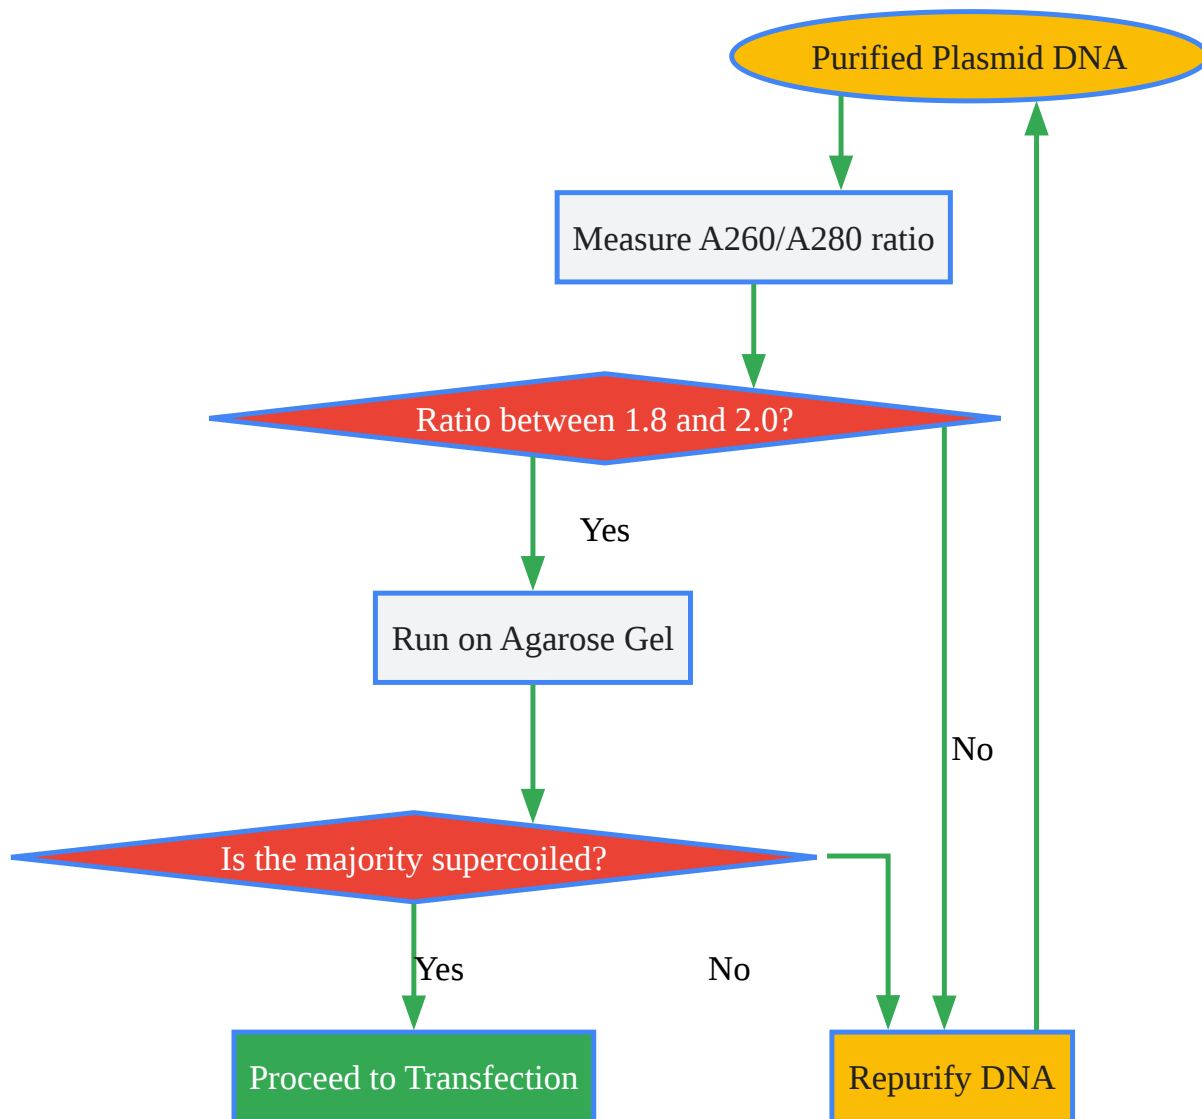 Purified Plasmid DNA
Measure A260/A280 ratio
Ratio between 1.8 and 2.0?
Yes
Run on Agarose Gel
No
Is the majority supercoiled?
Yes
No
Proceed to Transfection
Repurify DNA